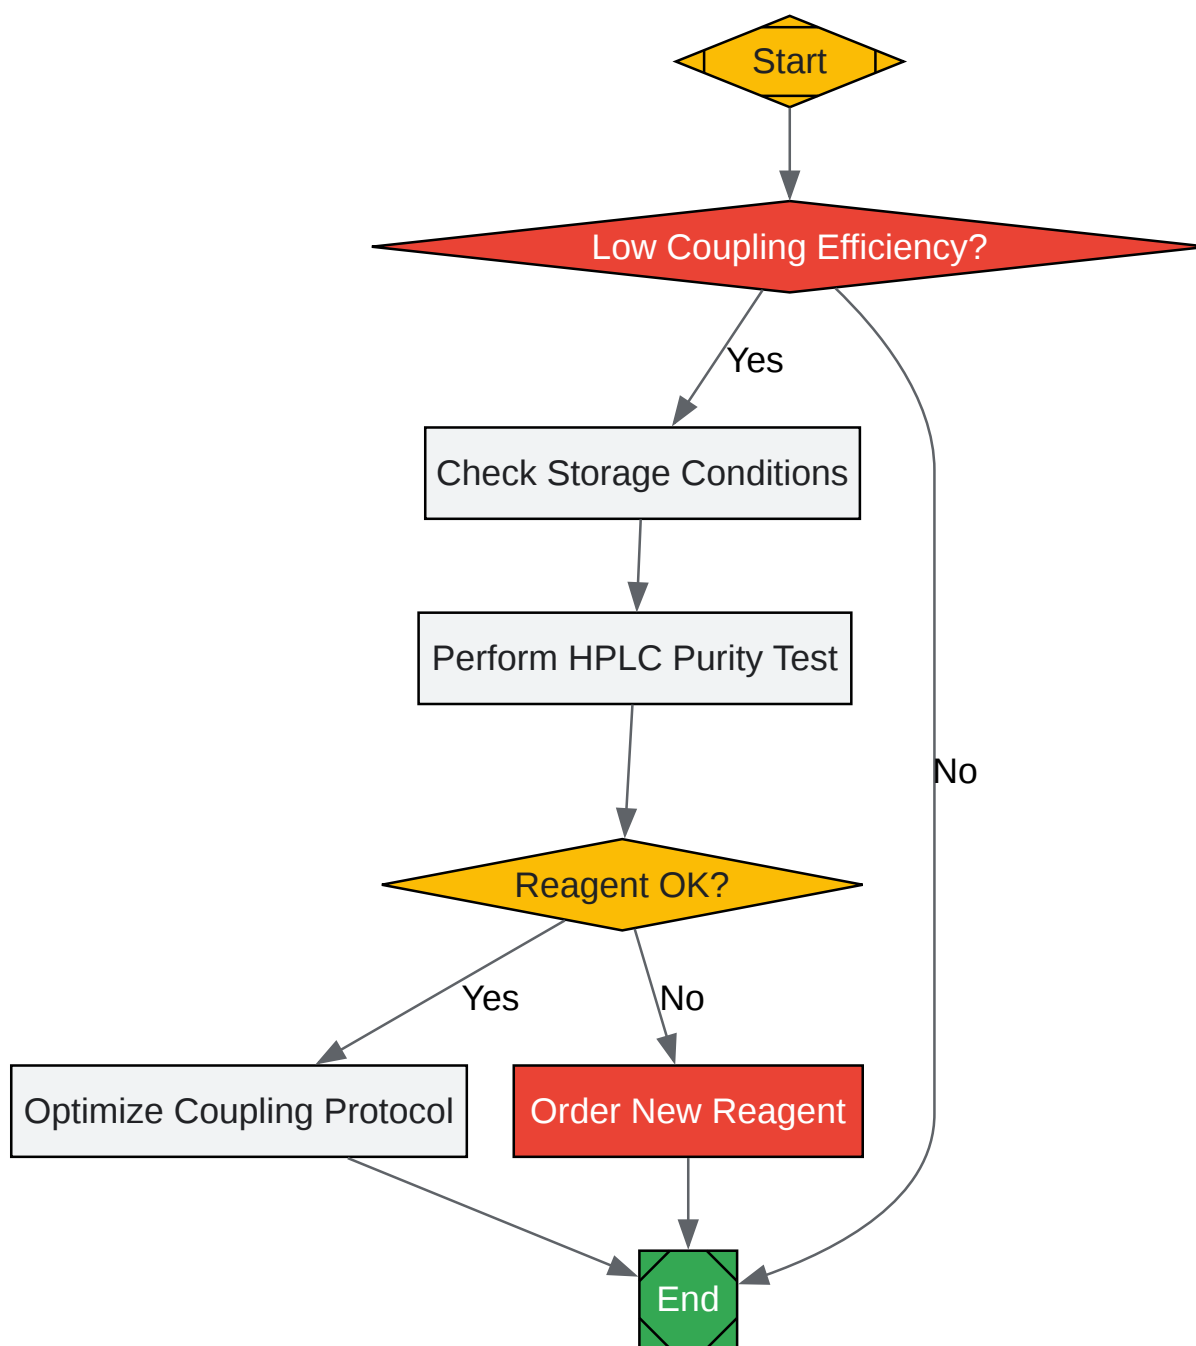 Start
Low Coupling Efficiency?
Yes
Check Storage Conditions
Perform HPLC Purity Test
No
Reagent OK?
Yes
No
Optimize Coupling Protocol
Order New Reagent
End